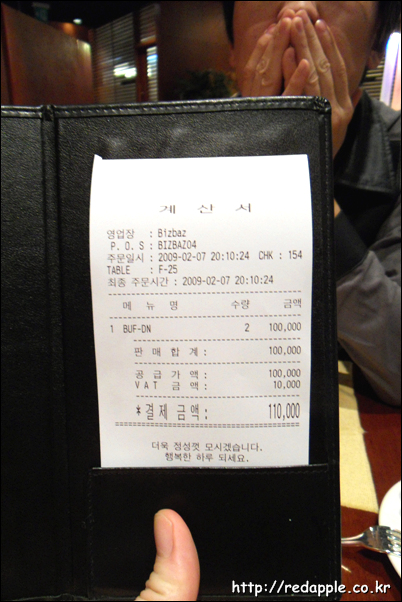 계 산 서
영업장 : Bizbaz
P. O. S : BIZBAZ04
주문일시 : 2009-02-07 20:10:24 CHK : 154
TABLE : F-25
최종 주문시간 : 2009-02-07 20:10:24
메 뉴 명 수량 금액
1 BUF-DN 2 100,000
판 매 합 계 : 100,000
공 급 가 액 : 100,000
V A T 금 액 : 10,000
*결 제 금 액 : 110,000
더욱 정성껏 모시겠습니다.
행복한 하루 되세요.
http://redapple.co.kr